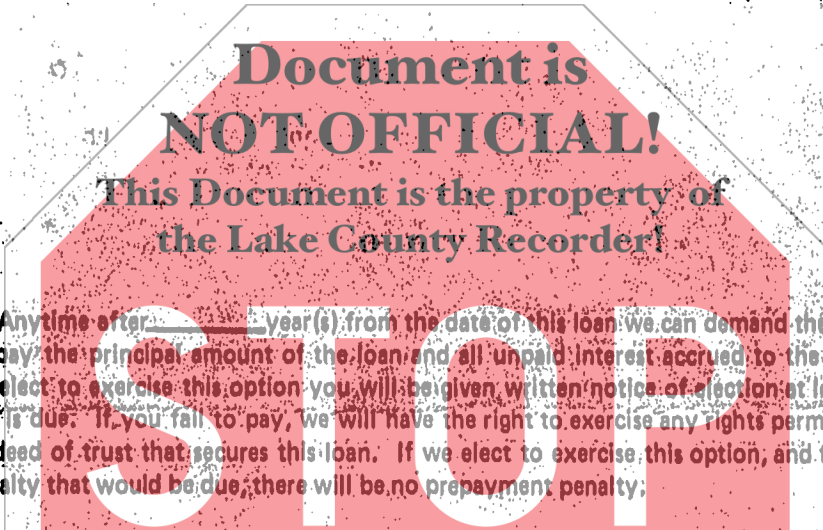 Document is
NOT OFFICIAL!
This Document is the property of
the Lake County Recorder!
STOP
Anytime after year(s) from the date of this loan we can demand the
pay the principal amount of the loan and all unpaid interest accrued to the
elect to exercise this option you will be given written notice of election at
is due. If you fail to pay, we will have the right to exercise any rights perm
deed of trust that secures this loan. If we elect to exercise this option, and
alty that would be due, there will be no prepayment penalty.